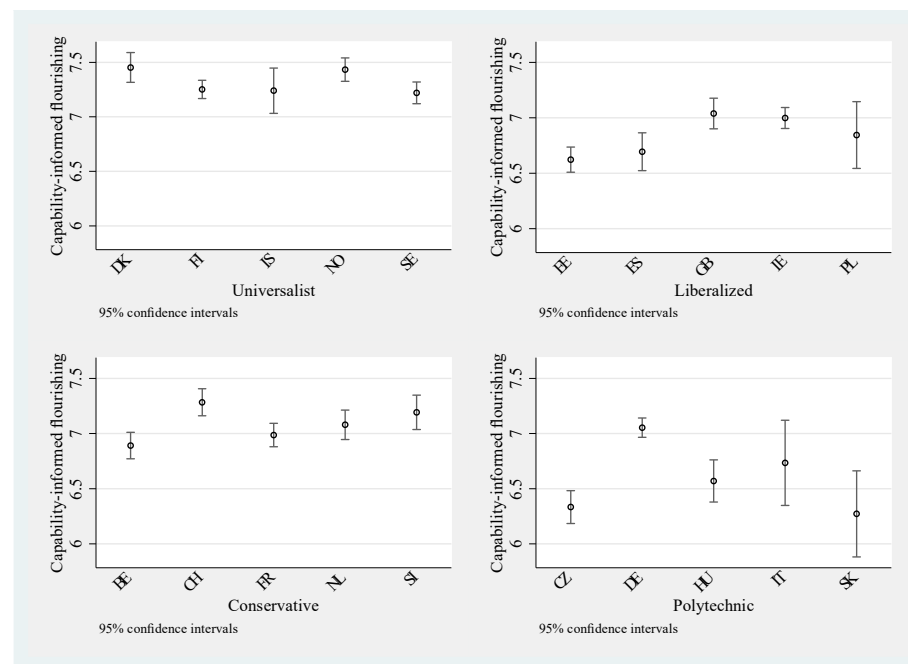 Capability-informed flourishing
7.5
7
6.5
6
DK FI IS NO SE
Universalist
95% confidence intervals
Capability-informed flourishing
7.5
7
6.5
6
EE ES GB IE PL
Liberalized
95% confidence intervals
Capability-informed flourishing
7.5
7
6.5
6
BE CH FR NL SI
Conservative
95% confidence intervals
Capability-informed flourishing
7.5
7
6.5
6
CZ DE HU IT SK
Polytechnic
95% confidence intervals